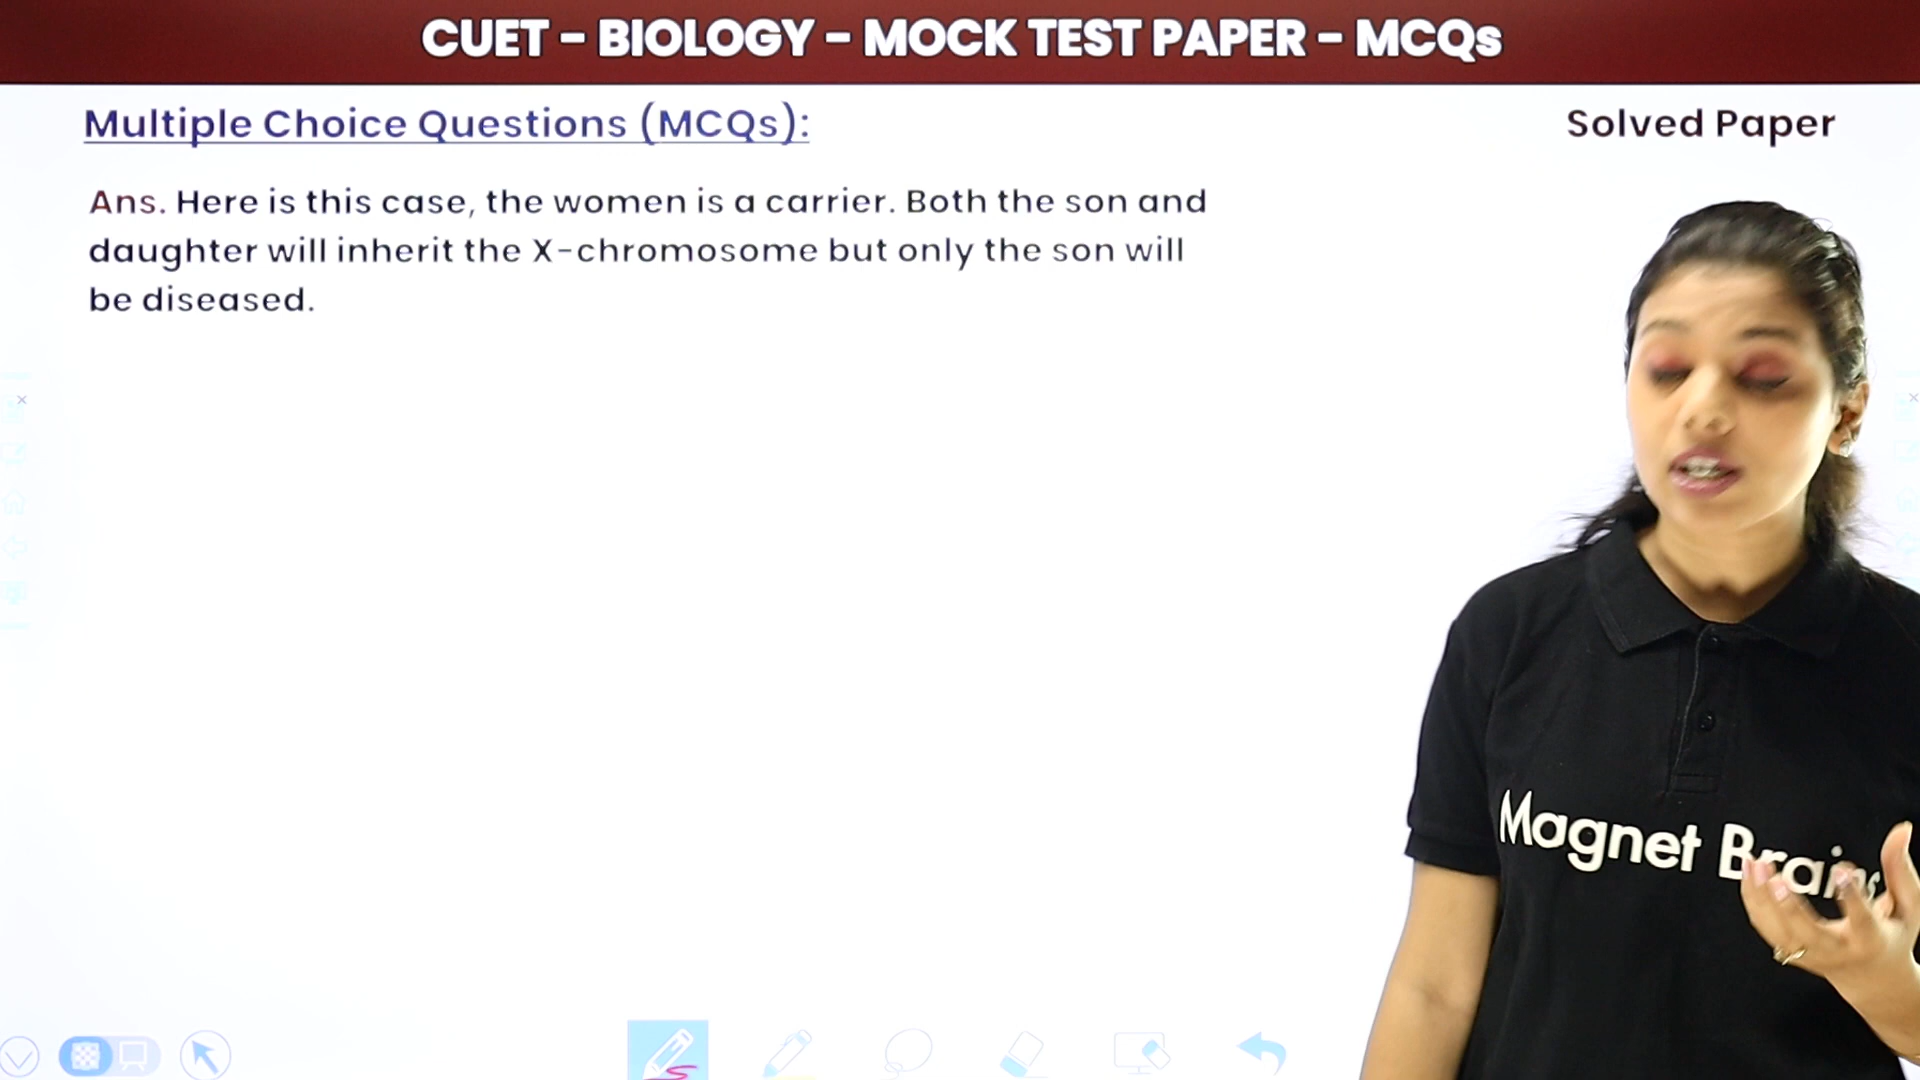 CUET - BIOLOGY - MOCK TEST PAPER - MCQs
Multiple Choice Questions (MCQs):
Solved Paper
Ans. Here is this case, the women is a carrier. Both the son and
daughter will inherit the X-chromosome but only the son will
be diseased.
Magnet Brains